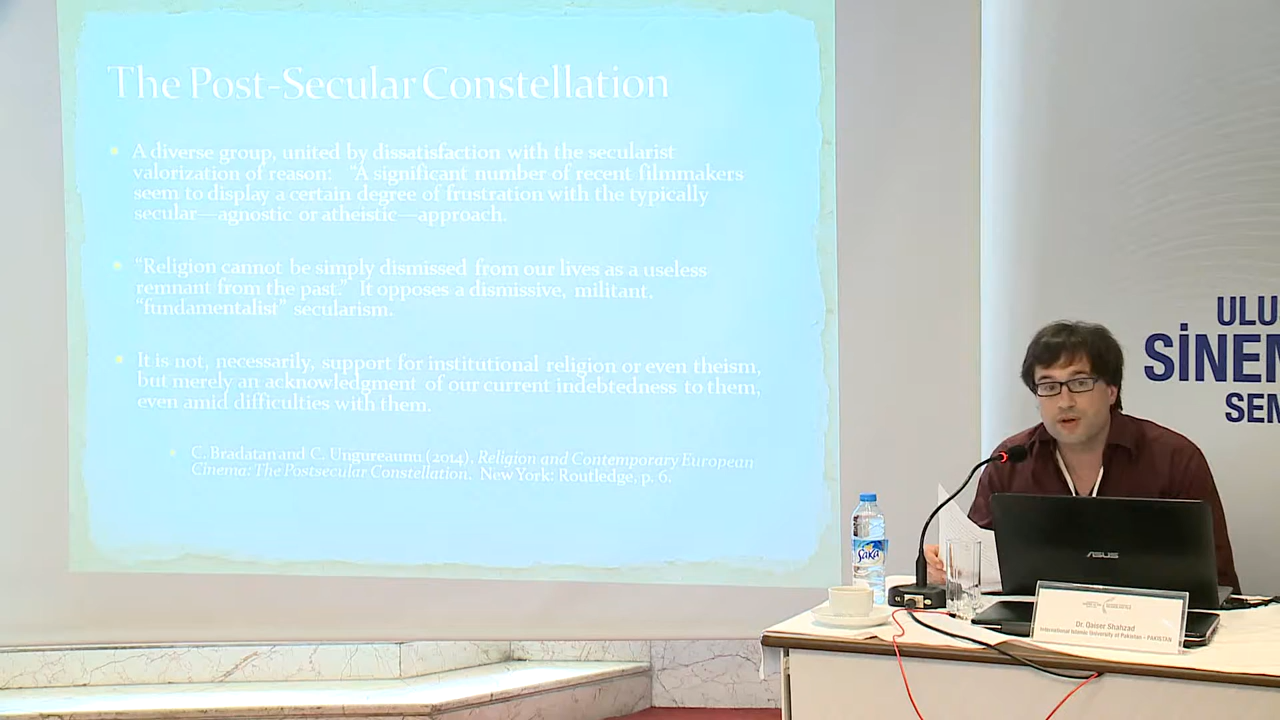 The Post-Secular Constellation
A diverse group, united by dissatisfaction with the secularist
valorization of reason: "A significant number of recent filmmakers
seem to display a certain degree of frustration with the typically
secular—agnostic or atheistic—approach.
"Religion cannot be simply dismissed from our lives as a useless
remnant from the past." It opposes a dismissive, militant,
"fundamentalist" secularism.
It is not, necessarily, support for institutional religion or even theism,
but merely an acknowledgment of our current indebtedness to them,
even amid difficulties with them.
C. Bradatan and C. Ungureanu (2014). Religion and Contemporary European
Cinema: The Postsecular Constellation. New York: Routledge, p. 6.
ULUS
SİNEM
SEM
Saka
ASUS
Dr. Qaiser Shahzad
International Islamic University of Pakistan - PAKISTAN